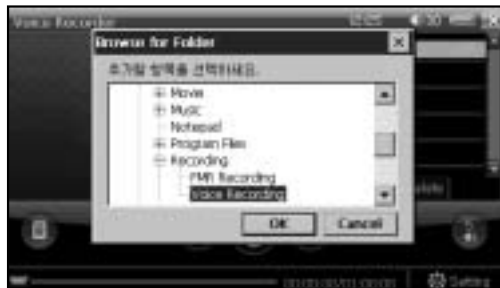 Voice Recorder
Browse for Folder
추가할 항목을 선택하세요.
Movie
Music
Notepad
Program Files
Recording
FMR Recording
Voice Recording
OK
Cancel
Setting